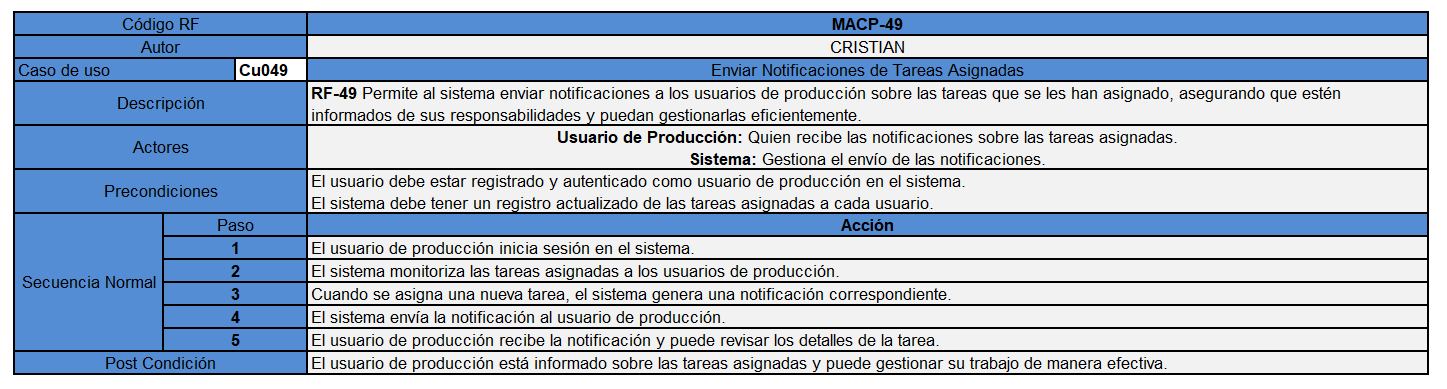 Código RF MACP-49
Autor CRISTIAN
Caso de uso Cu049 Enviar Notificaciones de Tareas Asignadas
Descripción
RF-49 Permite al sistema enviar notificaciones a los usuarios de producción sobre las tareas que se les han asignado, asegurando que estén
informados de sus responsabilidades y puedan gestionarlas eficientemente.
Actores
Usuario de Producción: Quien recibe las notificaciones sobre las tareas asignadas.
Sistema: Gestiona el envío de las notificaciones.
Precondiciones
El usuario debe estar registrado y autenticado como usuario de producción en el sistema.
El sistema debe tener un registro actualizado de las tareas asignadas a cada usuario.
Secuencia Normal
Paso Acción
1 El usuario de producción inicia sesión en el sistema.
2 El sistema monitoriza las tareas asignadas a los usuarios de producción.
3 Cuando se asigna una nueva tarea, el sistema genera una notificación correspondiente.
4 El sistema envía la notificación al usuario de producción.
5 El usuario de producción recibe la notificación y puede revisar los detalles de la tarea.
Post Condición El usuario de producción está informado sobre las tareas asignadas y puede gestionar su trabajo de manera efectiva.